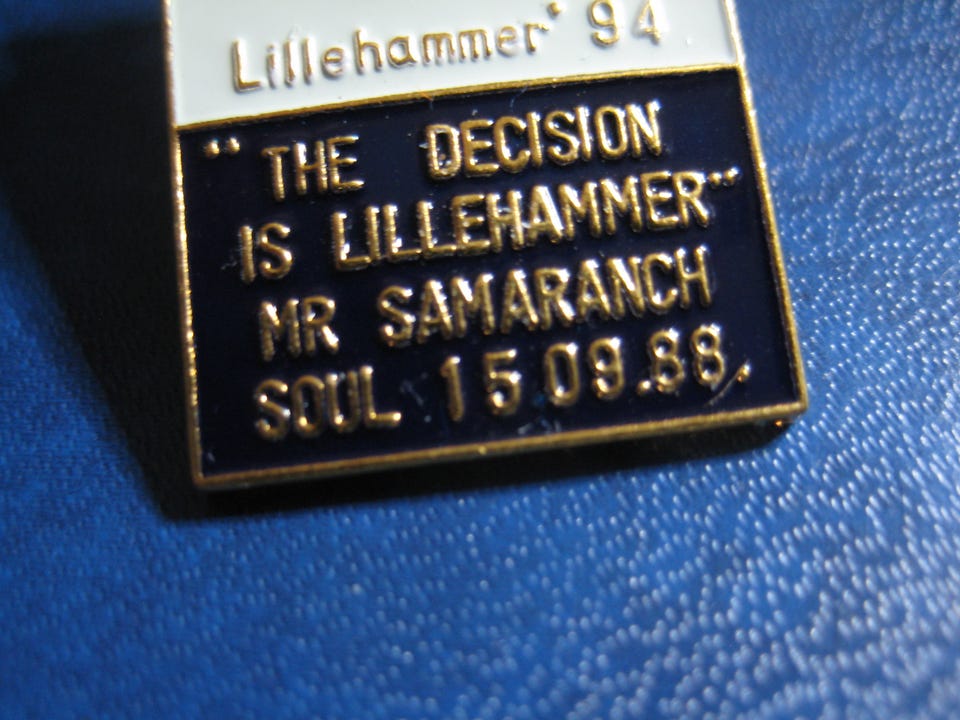 Lillehammer' 94
"THE DECISION
IS LILLEHAMMER"
MR SAMARANCH
SOUL 15 09.88.